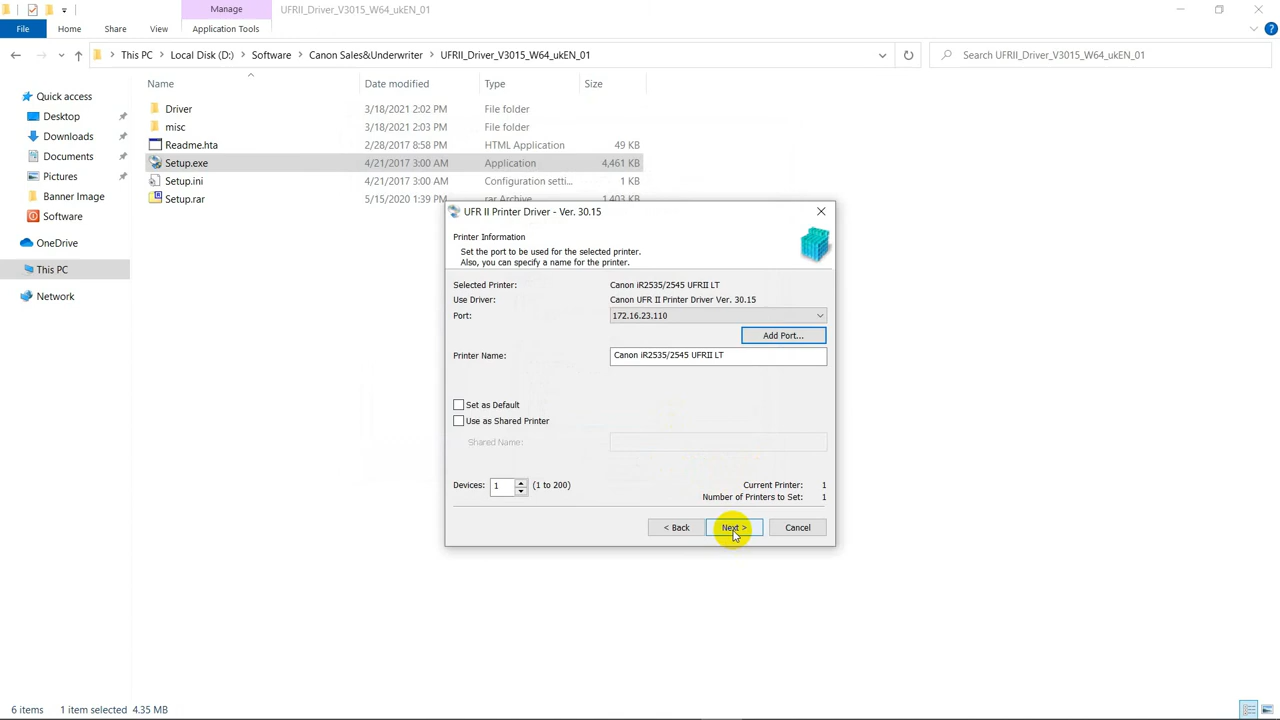 Manage
UFRII_Driver_V3015_W64_ukEN_01
File
Home
Share
View
Application Tools
This PC
Local Disk (D:)
Software
Canon Sales&Underwriter
UFRII_Driver_V3015_W64_ukEN_01
Search UFRII_Driver_V3015_W64_ukEN_01
Name
Date modified
Type
Size
Quick access
Desktop
Downloads
Documents
Pictures
Banner Image
Software
OneDrive
This PC
Network
Driver 3/18/2021 2:02 PM File folder
misc 3/18/2021 2:03 PM File folder
Readme.hta 2/28/2017 8:58 PM HTML Application 49 KB
Setup.exe 4/21/2017 3:00 AM Application 4,461 KB
Setup.ini 4/21/2017 3:00 AM Configuration setti... 1 KB
Setup.rar 5/15/2020 1:39 PM rar Archive 1,403 KB
UFR II Printer Driver - Ver. 30.15
Printer Information
Set the port to be used for the selected printer.
Also, you can specify a name for the printer.
Selected Printer: Canon iR2535/2545 UFRII LT
Use Driver: Canon UFR II Printer Driver Ver. 30.15
Port: 172.16.23.110
Add Port...
Printer Name: Canon iR2535/2545 UFRII LT
Set as Default
Use as Shared Printer
Shared Name:
Devices: 1 (1 to 200)
Current Printer: 1
Number of Printers to Set: 1
< Back
Next >
Cancel
6 items
1 item selected 4.35 MB